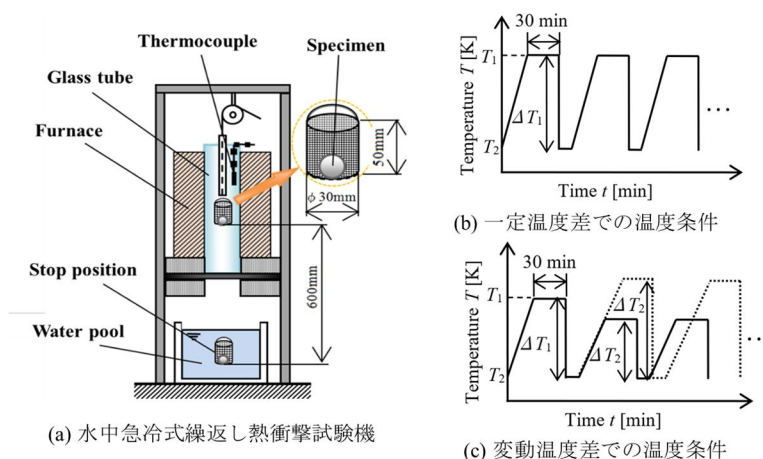 Thermocouple
Specimen
Glass tube
Furnace
50mm
φ 30mm
Stop position
600mm
Water pool
(a) 水中急冷式繰返し熱衝撃試験機
30 min
Temperature T [K]
T1
ΔT1
T2
...
Time t [min]
(b) 一定温度差での温度条件
30 min
Temperature T [K]
T1
ΔT1
ΔT2
ΔT2
T2
..
Time t [min]
(c) 変動温度差での温度条件